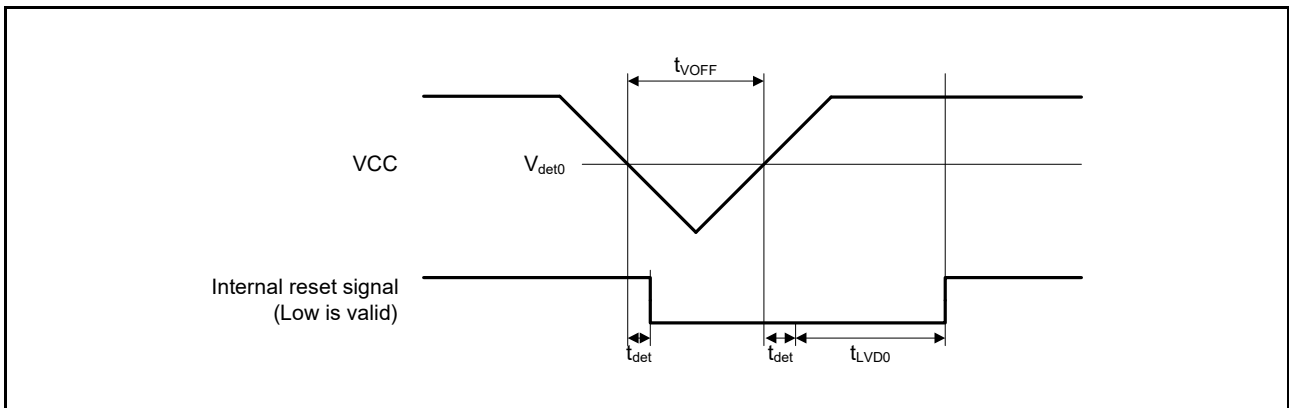 tVOFF
VCC
Vdet0
Internal reset signal
(Low is valid)
tdet
tdet
tLVD0